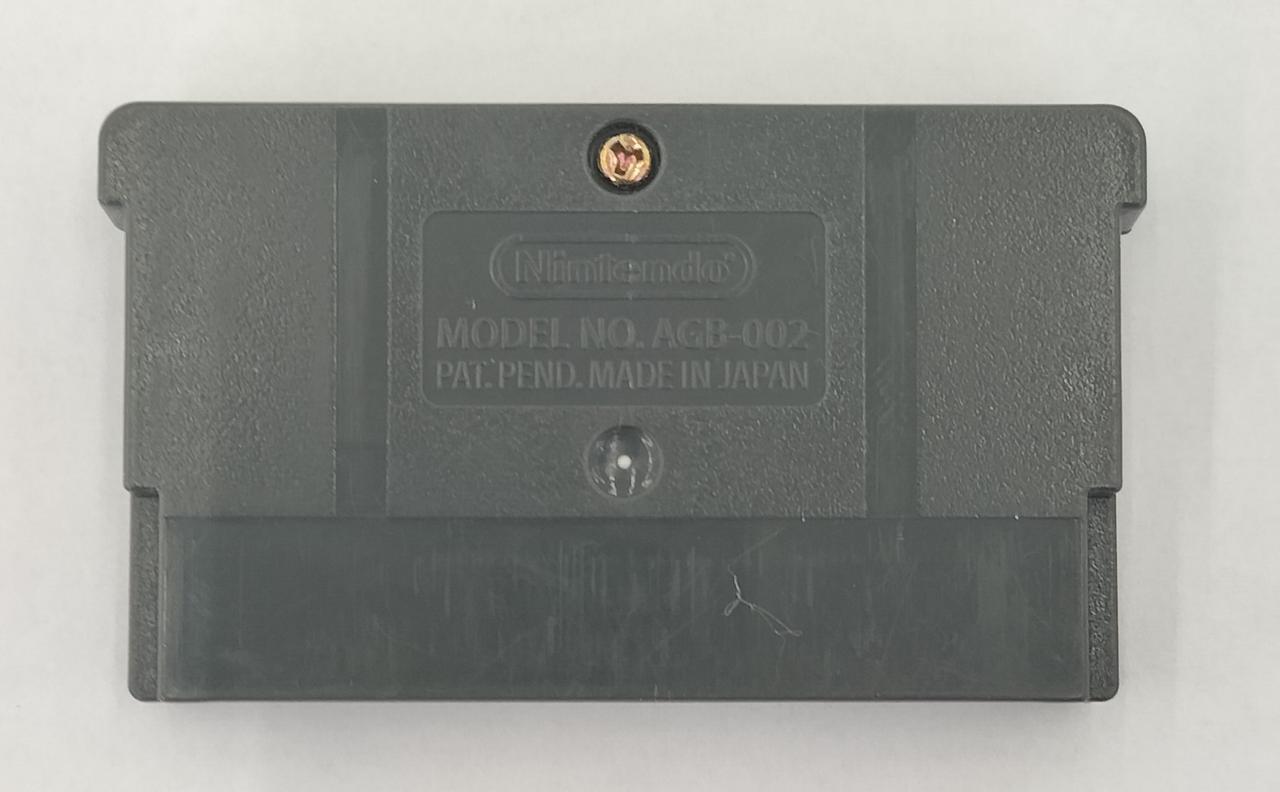 Nintendo®
MODEL NO. AGB-002
PAT. PEND. MADE IN JAPAN